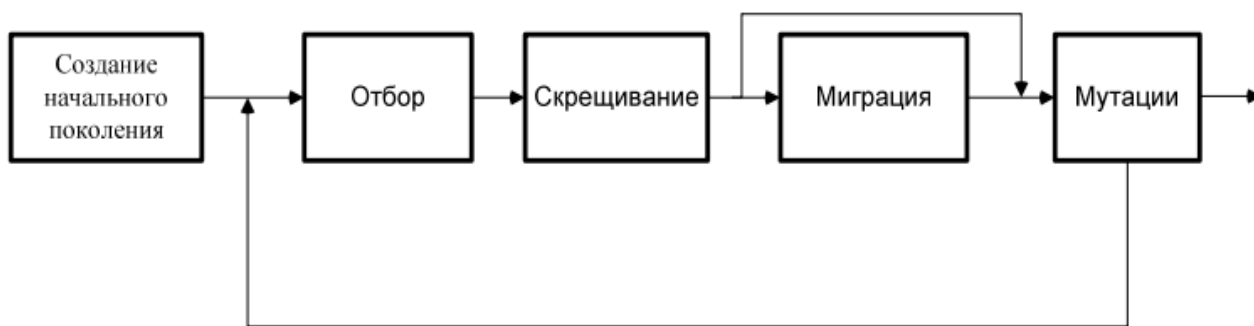 Создание
начального
поколения
Отбор
Скрещивание
Миграция
Мутации